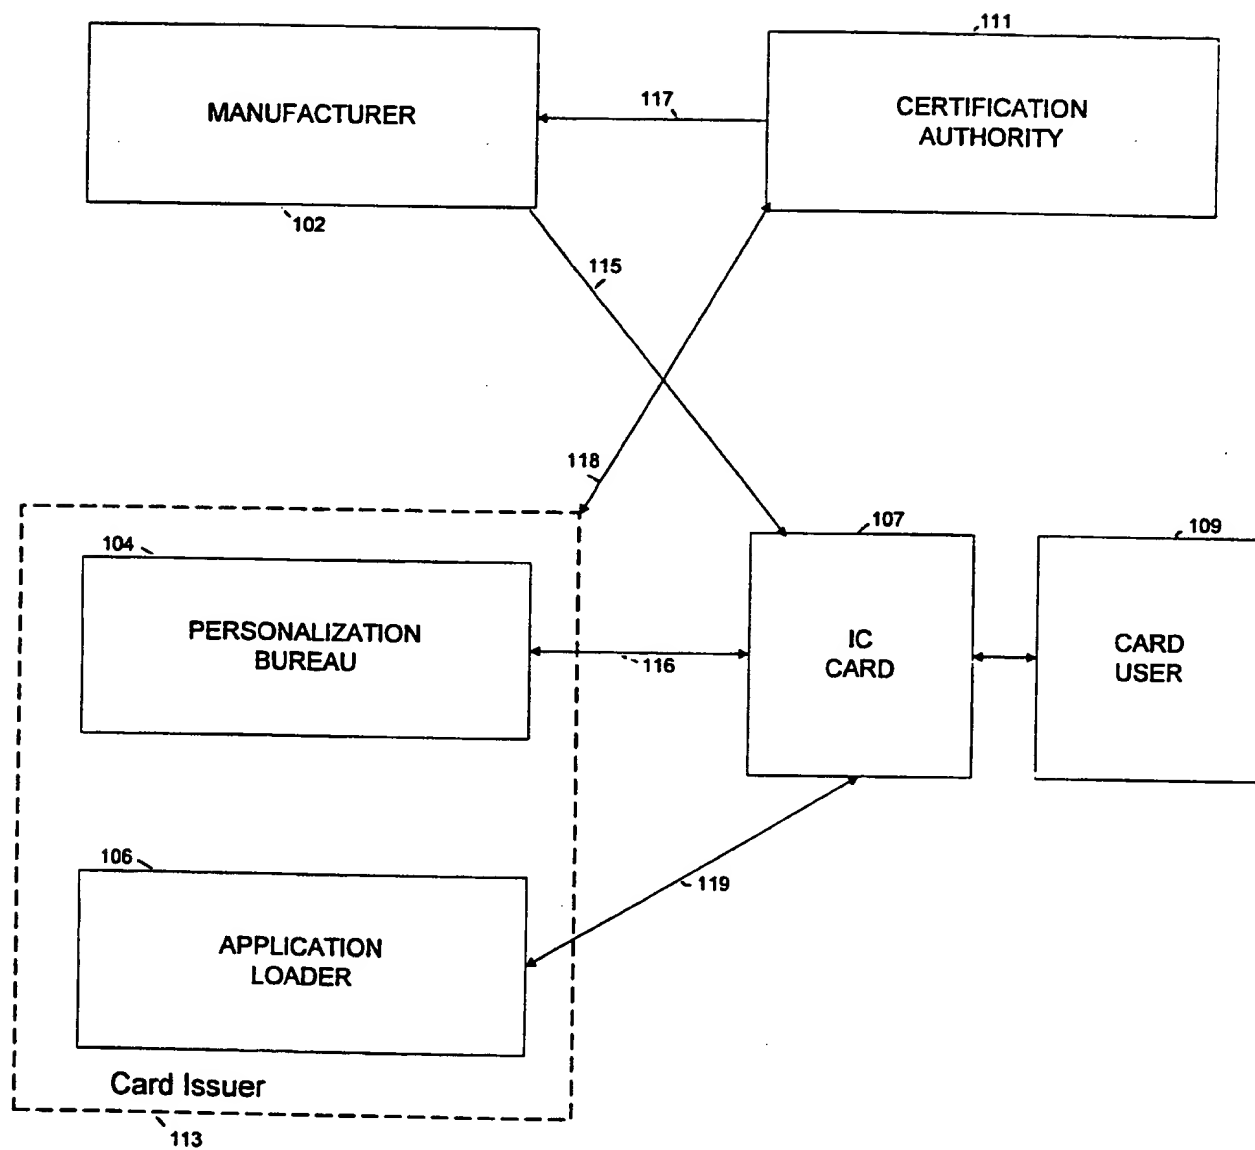 111
MANUFACTURER
117
CERTIFICATION
AUTHORITY
102
115
118
107
109
104
PERSONALIZATION
BUREAU
116
IC
CARD
CARD
USER
106
119
APPLICATION
LOADER
Card Issuer
113